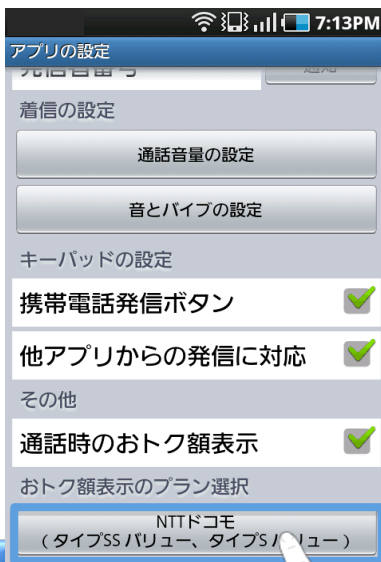 7:13PM
アプリの設定
着信の設定
通話音量の設定
音とバイブの設定
キーパッドの設定
携帯電話発信ボタン
他アプリからの発信に対応
その他
通話時のおトク額表示
おトク額表示のプラン選択
NTTドコモ
(タイプSS バリュー、タイプS バリュー)